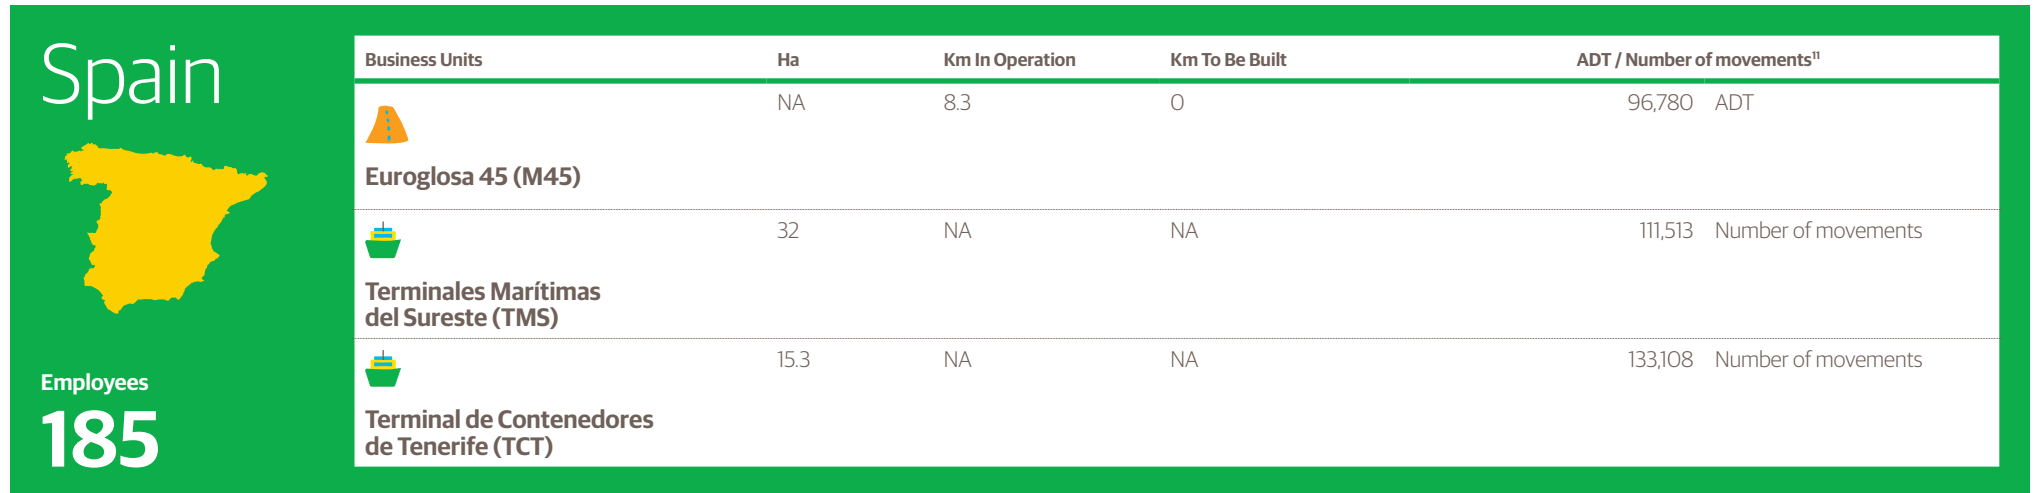 Spain
Employees
185
Business Units Ha Km In Operation Km To Be Built ADT / Number of movements¹¹
NA 8.3 0 96,780 ADT
Euroglosa 45 (M45)
32 NA NA 111,513 Number of movements
Terminales Marítimas
del Sureste (TMS)
15.3 NA NA 133,108 Number of movements
Terminal de Contenedores
de Tenerife (TCT)